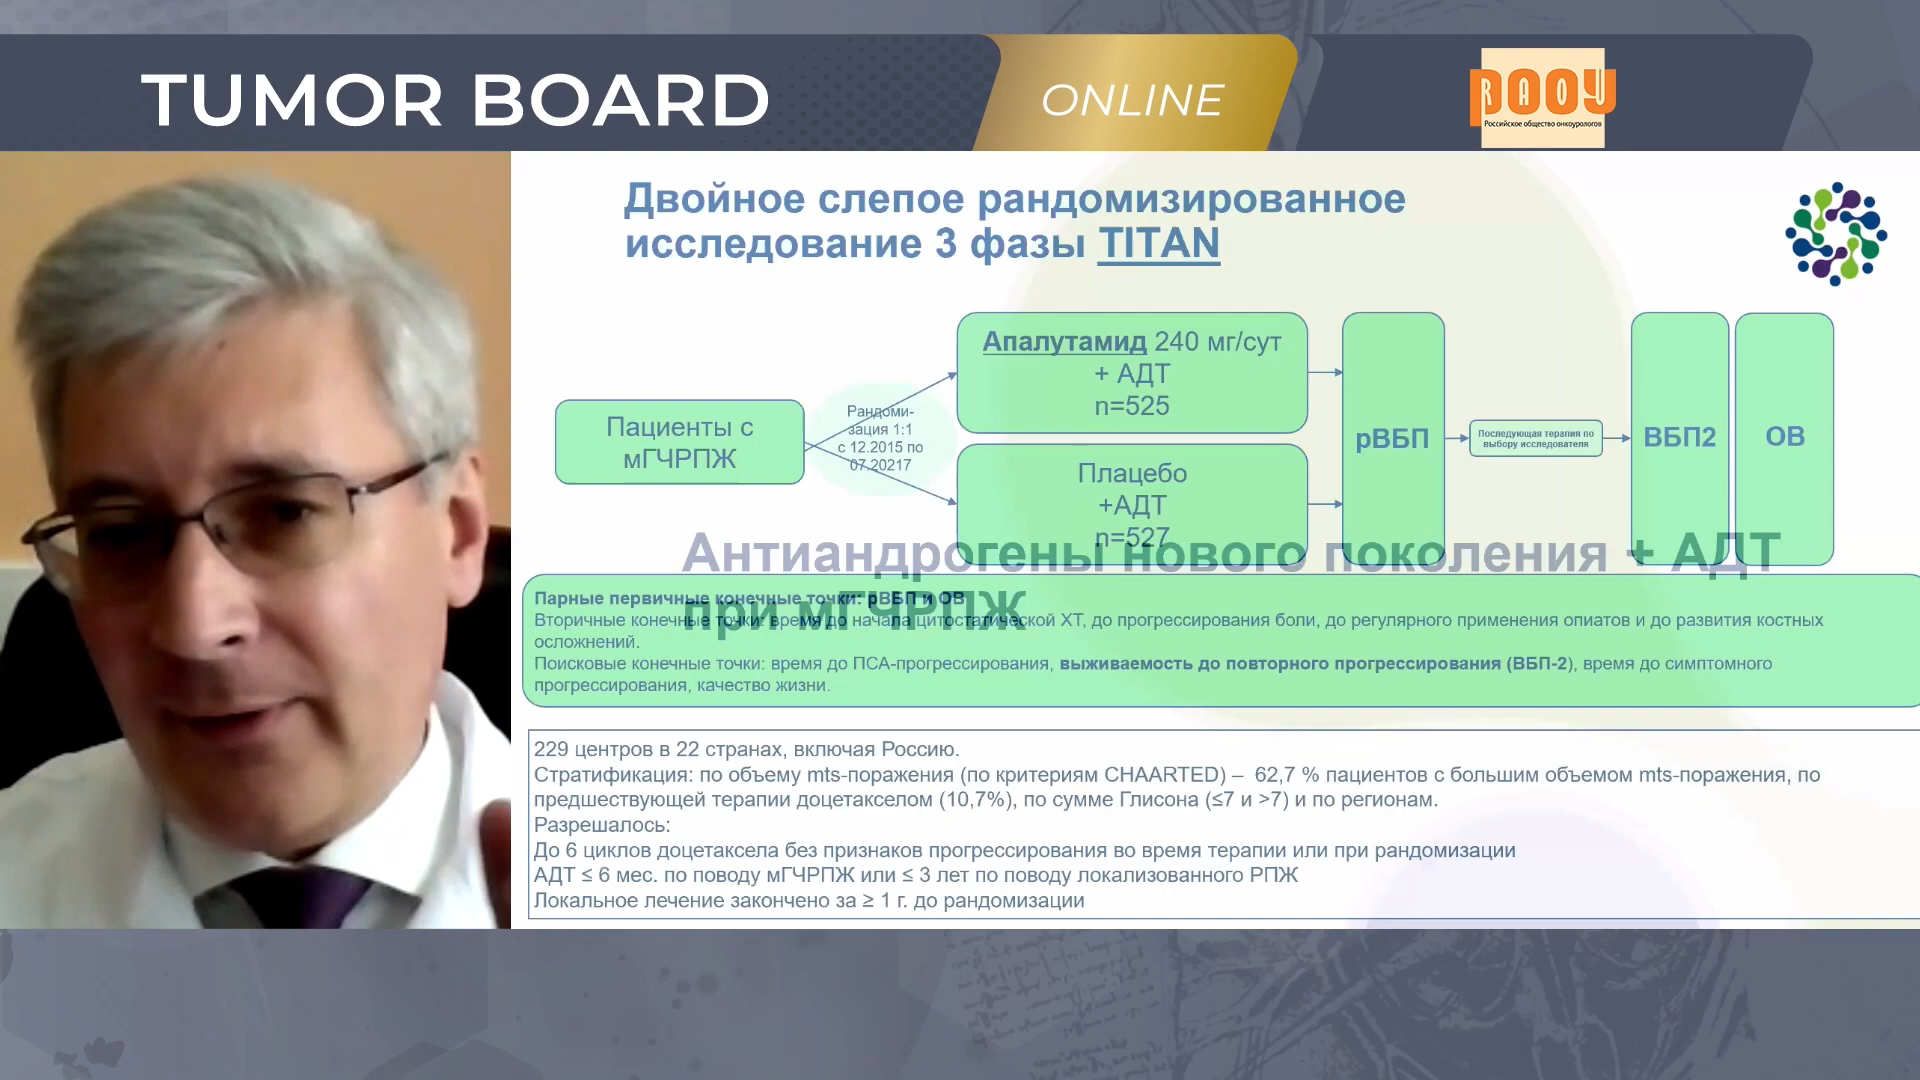 TUMOR BOARD
ONLINE
РАОУ
RAOU
Российское общество онкоурологов
Двойное слепое рандомизированное
исследование 3 фазы TITAN
Пациенты с
мГЧРПЖ
Рандоми-
зация 1:1
с 12.2015 по
07.20217
Апалутамид 240 мг/сут
+ АДТ
n=525
Плацебо
+АДТ
n=527
рВБП
Последующая терапия по
выбору исследователя
ВБП2
ОВ
Антиандрогены нового поколения + АДТ
при мГЧРПЖ
Парные первичные конечные точки: рВБП и ОВ
Вторичные конечные точки: время до начала цитостатической ХТ, до прогрессирования боли, до регулярного применения опиатов и до развития костных
осложнений.
Поисковые конечные точки: время до ПСА-прогрессирования, выживаемость до повторного прогрессирования (ВБП-2), время до симптомного
прогрессирования, качество жизни.
229 центров в 22 странах, включая Россию.
Стратификация: по объему mts-поражения (по критериям CHAARTED) – 62,7 % пациентов с большим объемом mts-поражения, по
предшествующей терапии доцетакселом (10,7%), по сумме Глисона (≤7 и >7) и по регионам.
Разрешалось:
До 6 циклов доцетаксела без признаков прогрессирования во время терапии или при рандомизации
АДТ ≤ 6 мес. по поводу мГЧРПЖ или ≤ 3 лет по поводу локализованного РПЖ
Локальное лечение закончено за ≥ 1 г. до рандомизации